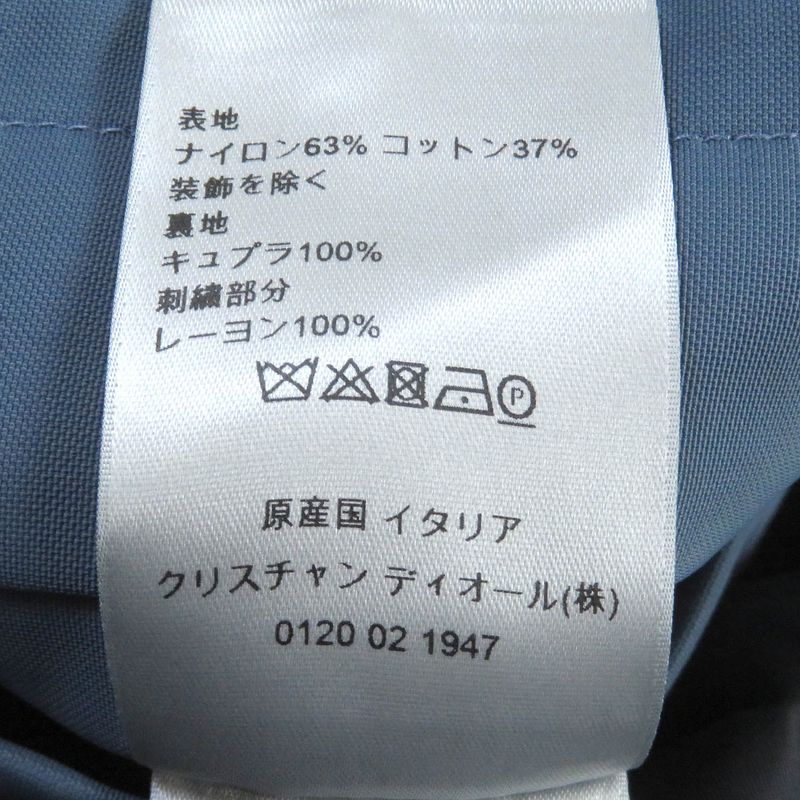 表地
ナイロン63% コットン37%
装飾を除く
裏地
キュプラ100%
刺繍部分
レーヨン100%
P
原産国 イタリア
クリスチャン ディオール(株)
0120 02 1947